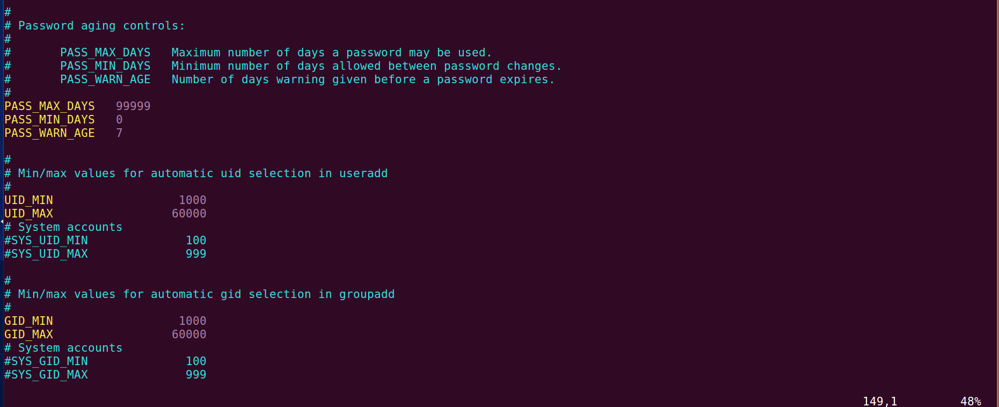 #
# Password aging controls:
#
#       PASS_MAX_DAYS   Maximum number of days a password may be used.
#       PASS_MIN_DAYS   Minimum number of days allowed between password changes.
#       PASS_WARN_AGE   Number of days warning given before a password expires.
#
PASS_MAX_DAYS   99999
PASS_MIN_DAYS   0
PASS_WARN_AGE   7

#
# Min/max values for automatic uid selection in useradd
#
UID_MIN                  1000
UID_MAX                 60000
# System accounts
#SYS_UID_MIN              100
#SYS_UID_MAX              999

#
# Min/max values for automatic gid selection in groupadd
#
GID_MIN                  1000
GID_MAX                 60000
# System accounts
#SYS_GID_MIN              100
#SYS_GID_MAX              999

149,1         48%